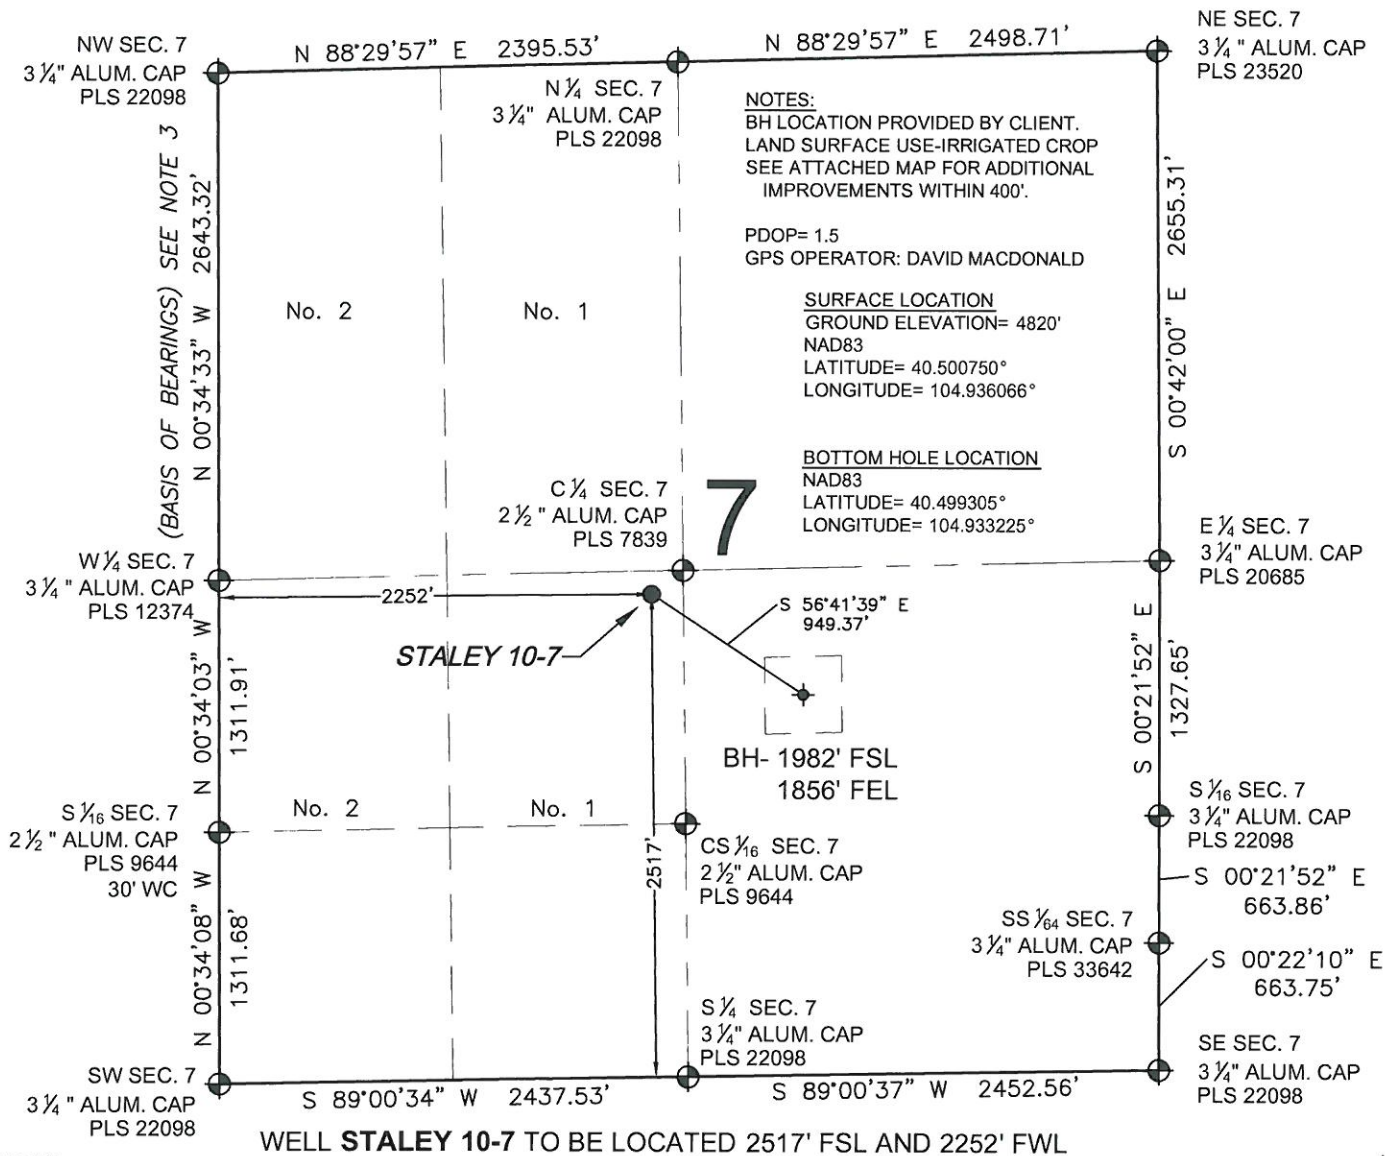 NW SEC. 7
3 ¼" ALUM. CAP
PLS 22098
N 88°29'57" E 2395.53'
N 88°29'57" E 2498.71'
NE SEC. 7
3 ¼" ALUM. CAP
PLS 23520
N ¼ SEC. 7
3 ¼" ALUM. CAP
PLS 22098
NOTES:
BH LOCATION PROVIDED BY CLIENT.
LAND SURFACE USE-IRRIGATED CROP
SEE ATTACHED MAP FOR ADDITIONAL
IMPROVEMENTS WITHIN 400'.
PDOP= 1.5
GPS OPERATOR: DAVID MACDONALD
(BASIS OF BEARINGS) SEE NOTE 3
N 00°34'33" W 2643.32'
S 00°42'00" E 2655.31'
No. 2
No. 1
SURFACE LOCATION
GROUND ELEVATION= 4820'
NAD83
LATITUDE= 40.500750°
LONGITUDE= 104.936066°
BOTTOM HOLE LOCATION
NAD83
LATITUDE= 40.499305°
LONGITUDE= 104.933225°
C ¼ SEC. 7
2 ½" ALUM. CAP
PLS 7839
7
W ¼ SEC. 7
3 ¼" ALUM. CAP
PLS 12374
E ¼ SEC. 7
3 ¼" ALUM. CAP
PLS 20685
2252'
S 56°41'39" E
949.37'
STALEY 10-7
N 00°34'03" W
1311.91'
S 00°21'52" E
1327.65'
BH- 1982' FSL
1856' FEL
S 1⁄16 SEC. 7
2 ½" ALUM. CAP
PLS 9644
30' WC
No. 2
No. 1
S 1⁄16 SEC. 7
3 ¼" ALUM. CAP
PLS 22098
CS 1⁄16 SEC. 7
2 ½" ALUM. CAP
PLS 9644
2517'
S 00°21'52" E
663.86'
SS 1⁄64 SEC. 7
3 ¼" ALUM. CAP
PLS 33642
S 00°22'10" E
663.75'
N 00°34'08" W
1311.68'
S ¼ SEC. 7
3 ¼" ALUM. CAP
PLS 22098
SW SEC. 7
3 ¼" ALUM. CAP
PLS 22098
S 89°00'34" W 2437.53'
S 89°00'37" W 2452.56'
SE SEC. 7
3 ¼" ALUM. CAP
PLS 22098
WELL STALEY 10-7 TO BE LOCATED 2517' FSL AND 2252' FWL